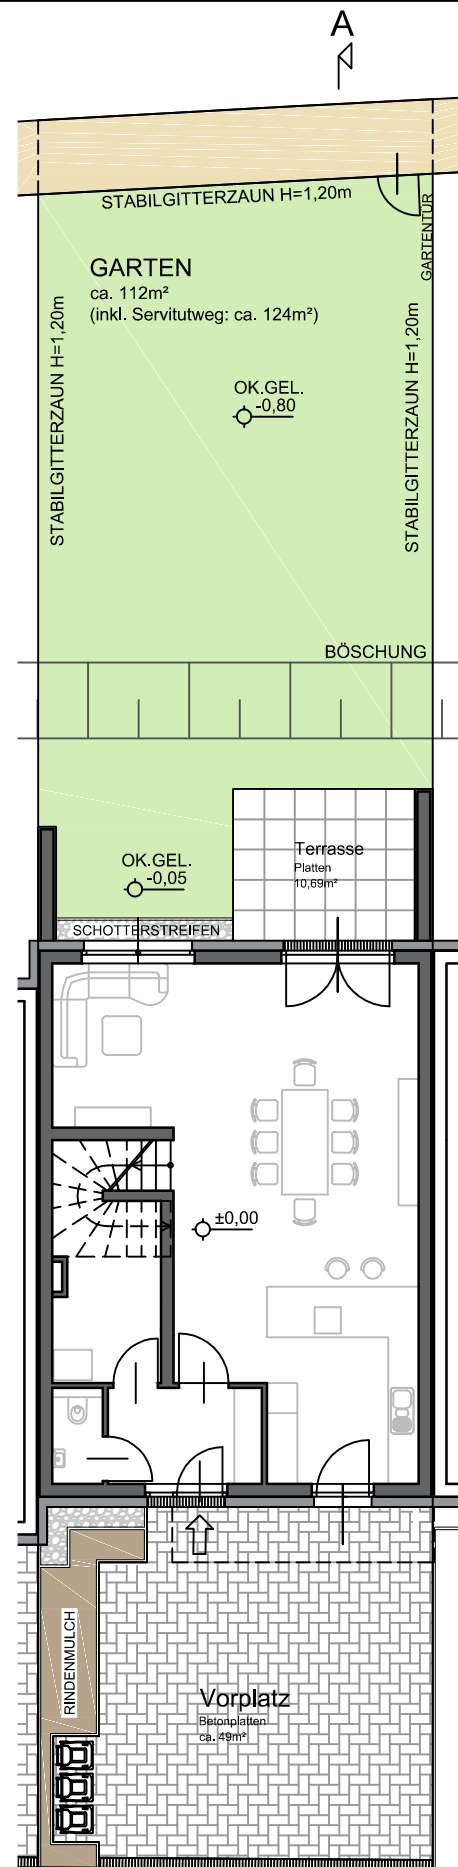 A
STABILGITTERZAUN H=1,20m
GARTENTÜR
GARTEN
ca. 112m²
(inkl. Servitutweg: ca. 124m²)
STABILGITTERZAUN H=1,20m
STABILGITTERZAUN H=1,20m
OK.GEL.
-0,80
BÖSCHUNG
Terrasse
Platten
10,69m²
OK.GEL.
-0,05
SCHOTTERSTREIFEN
±0,00
RINDENMULCH
Vorplatz
Betonplatten
ca. 49m²